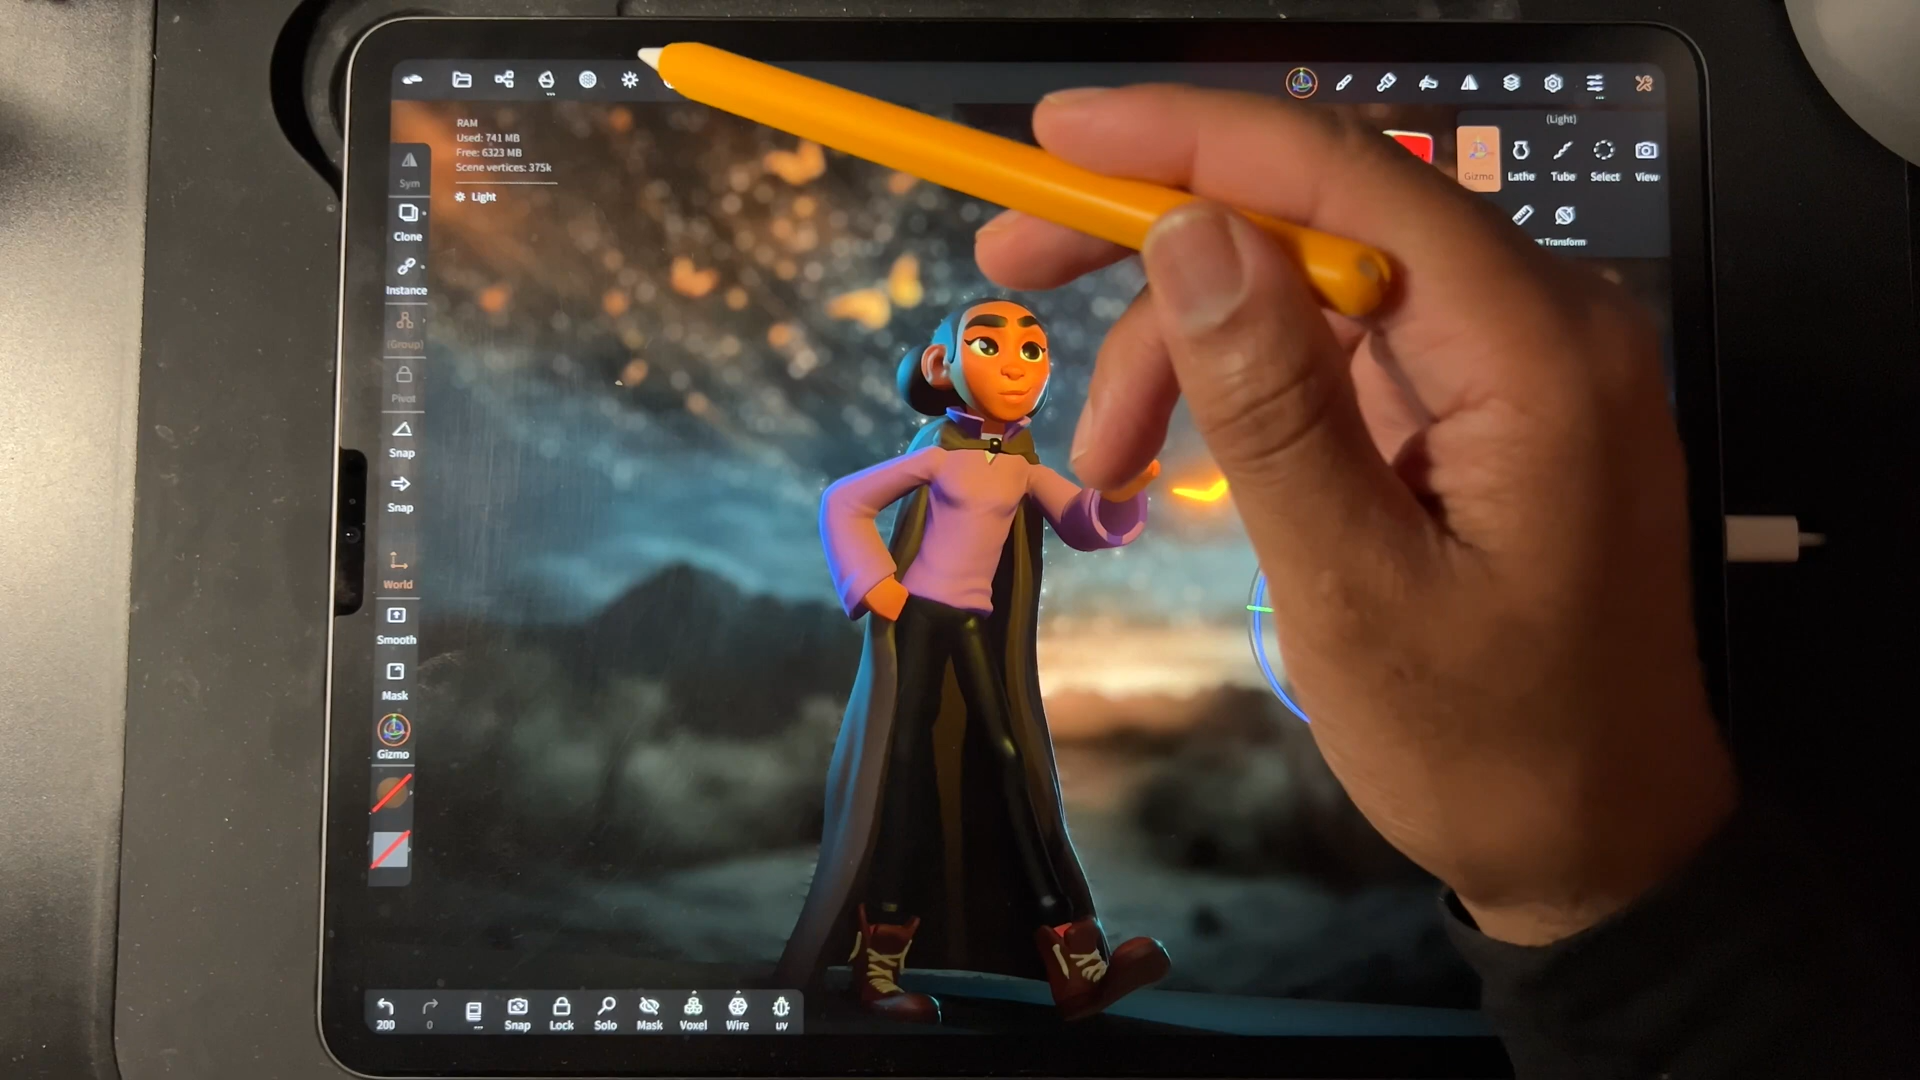 RAM
Used: 741 MB
Free: 6323 MB
Scene vertices: 375k
Light
Sym
Clone
Instance
(Group)
Pivot
Snap
Snap
World
Smooth
Mask
Gizmo
(Light)
Gizmo
Lathe
Tube
Select
View
Transform
200
0
Snap
Lock
Solo
Mask
Voxel
Wire
uv